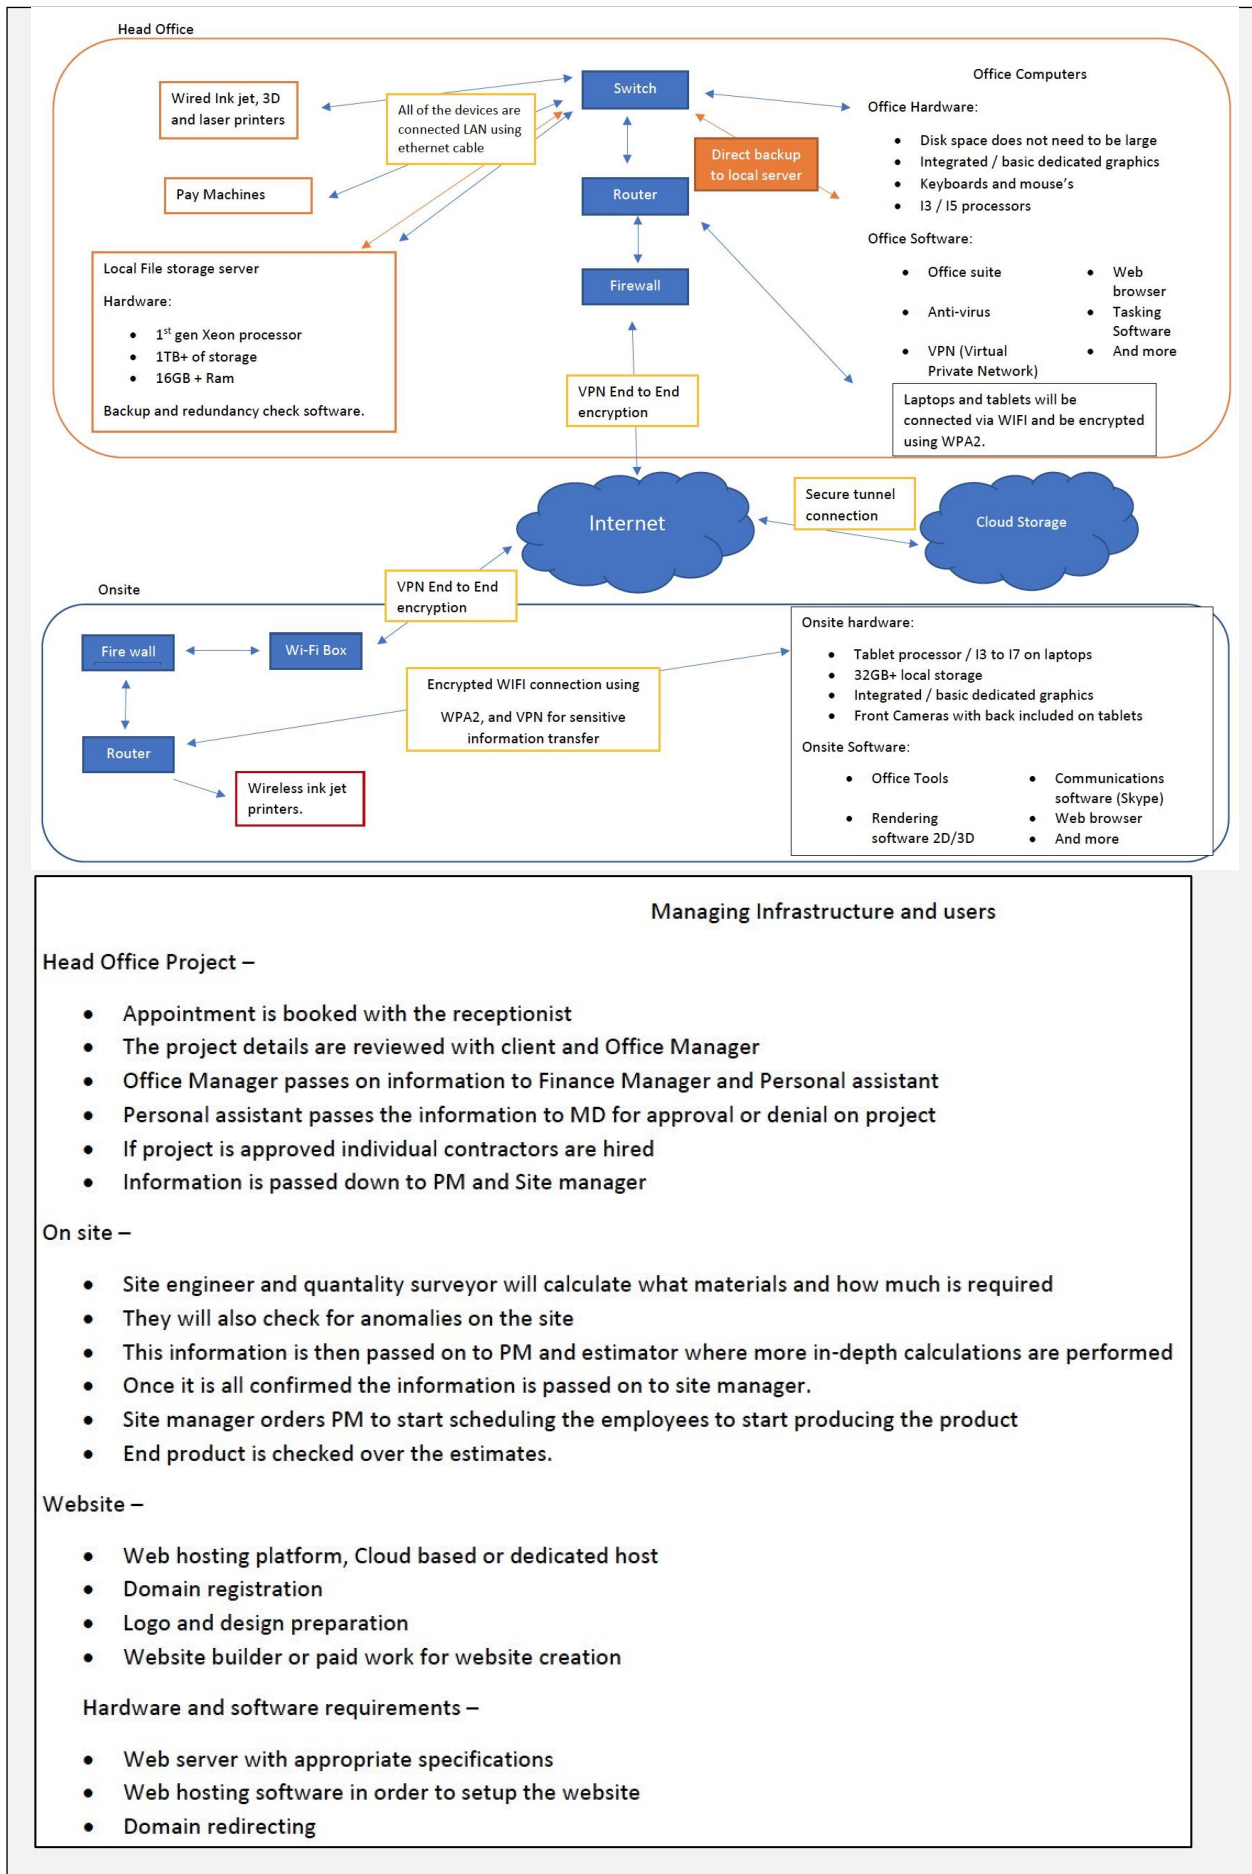 Head Office
Wired Ink jet, 3D
and laser printers
All of the devices are
connected LAN using
ethernet cable
Pay Machines
Switch
Direct backup
to local server
Router
Firewall
Office Computers
Office Hardware:
• Disk space does not need to be large
• Integrated / basic dedicated graphics
• Keyboards and mouse’s
• I3 / I5 processors
Office Software:
• Office suite
• Anti-virus
• VPN (Virtual
Private Network)
• Web
browser
• Tasking
Software
• And more
Laptops and tablets will be
connected via WIFI and be encrypted
using WPA2.
Local File storage server
Hardware:
• 1st gen Xeon processor
• 1TB+ of storage
• 16GB + Ram
Backup and redundancy check software.
VPN End to End
encryption
Internet
Secure tunnel
connection
Cloud Storage
VPN End to End
encryption
Onsite
Fire wall
Wi-Fi Box
Router
Encrypted WIFI connection using
WPA2, and VPN for sensitive
information transfer
Wireless ink jet
printers.
Onsite hardware:
• Tablet processor / I3 to I7 on laptops
• 32GB+ local storage
• Integrated / basic dedicated graphics
• Front Cameras with back included on tablets
Onsite Software:
• Office Tools
• Rendering
software 2D/3D
• Communications
software (Skype)
• Web browser
• And more
Managing Infrastructure and users
Head Office Project –
• Appointment is booked with the receptionist
• The project details are reviewed with client and Office Manager
• Office Manager passes on information to Finance Manager and Personal assistant
• Personal assistant passes the information to MD for approval or denial on project
• If project is approved individual contractors are hired
• Information is passed down to PM and Site manager
On site –
• Site engineer and quantality surveyor will calculate what materials and how much is required
• They will also check for anomalies on the site
• This information is then passed on to PM and estimator where more in-depth calculations are performed
• Once it is all confirmed the information is passed on to site manager.
• Site manager orders PM to start scheduling the employees to start producing the product
• End product is checked over the estimates.
Website –
• Web hosting platform, Cloud based or dedicated host
• Domain registration
• Logo and design preparation
• Website builder or paid work for website creation
Hardware and software requirements –
• Web server with appropriate specifications
• Web hosting software in order to setup the website
• Domain redirecting